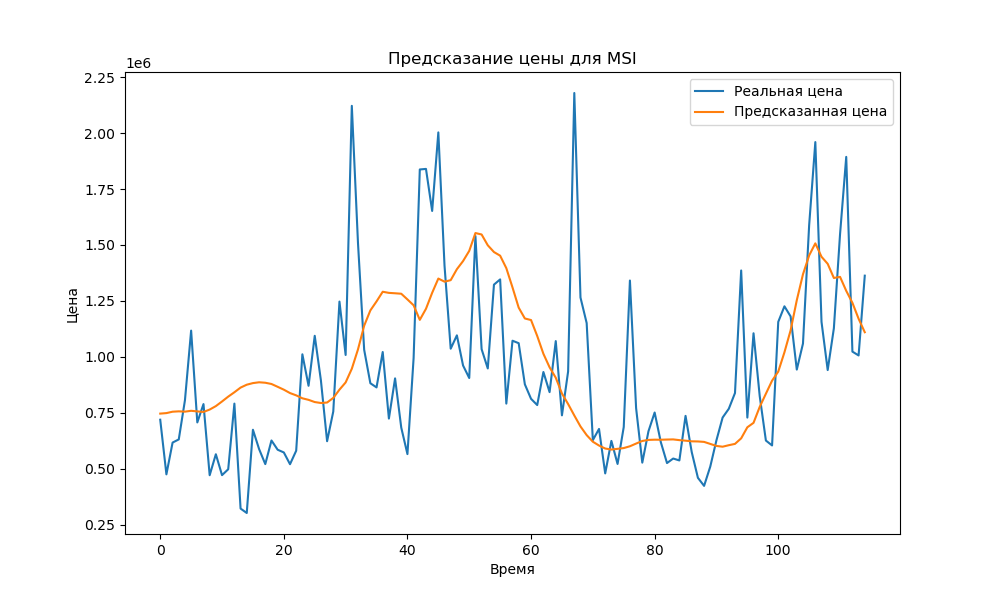 Предсказание цены для MSI
1e6
Реальная цена
Предсказанная цена
2.25
2.00
1.75
1.50
1.25
1.00
0.75
0.50
0.25
Цена
0 20 40 60 80 100
Время